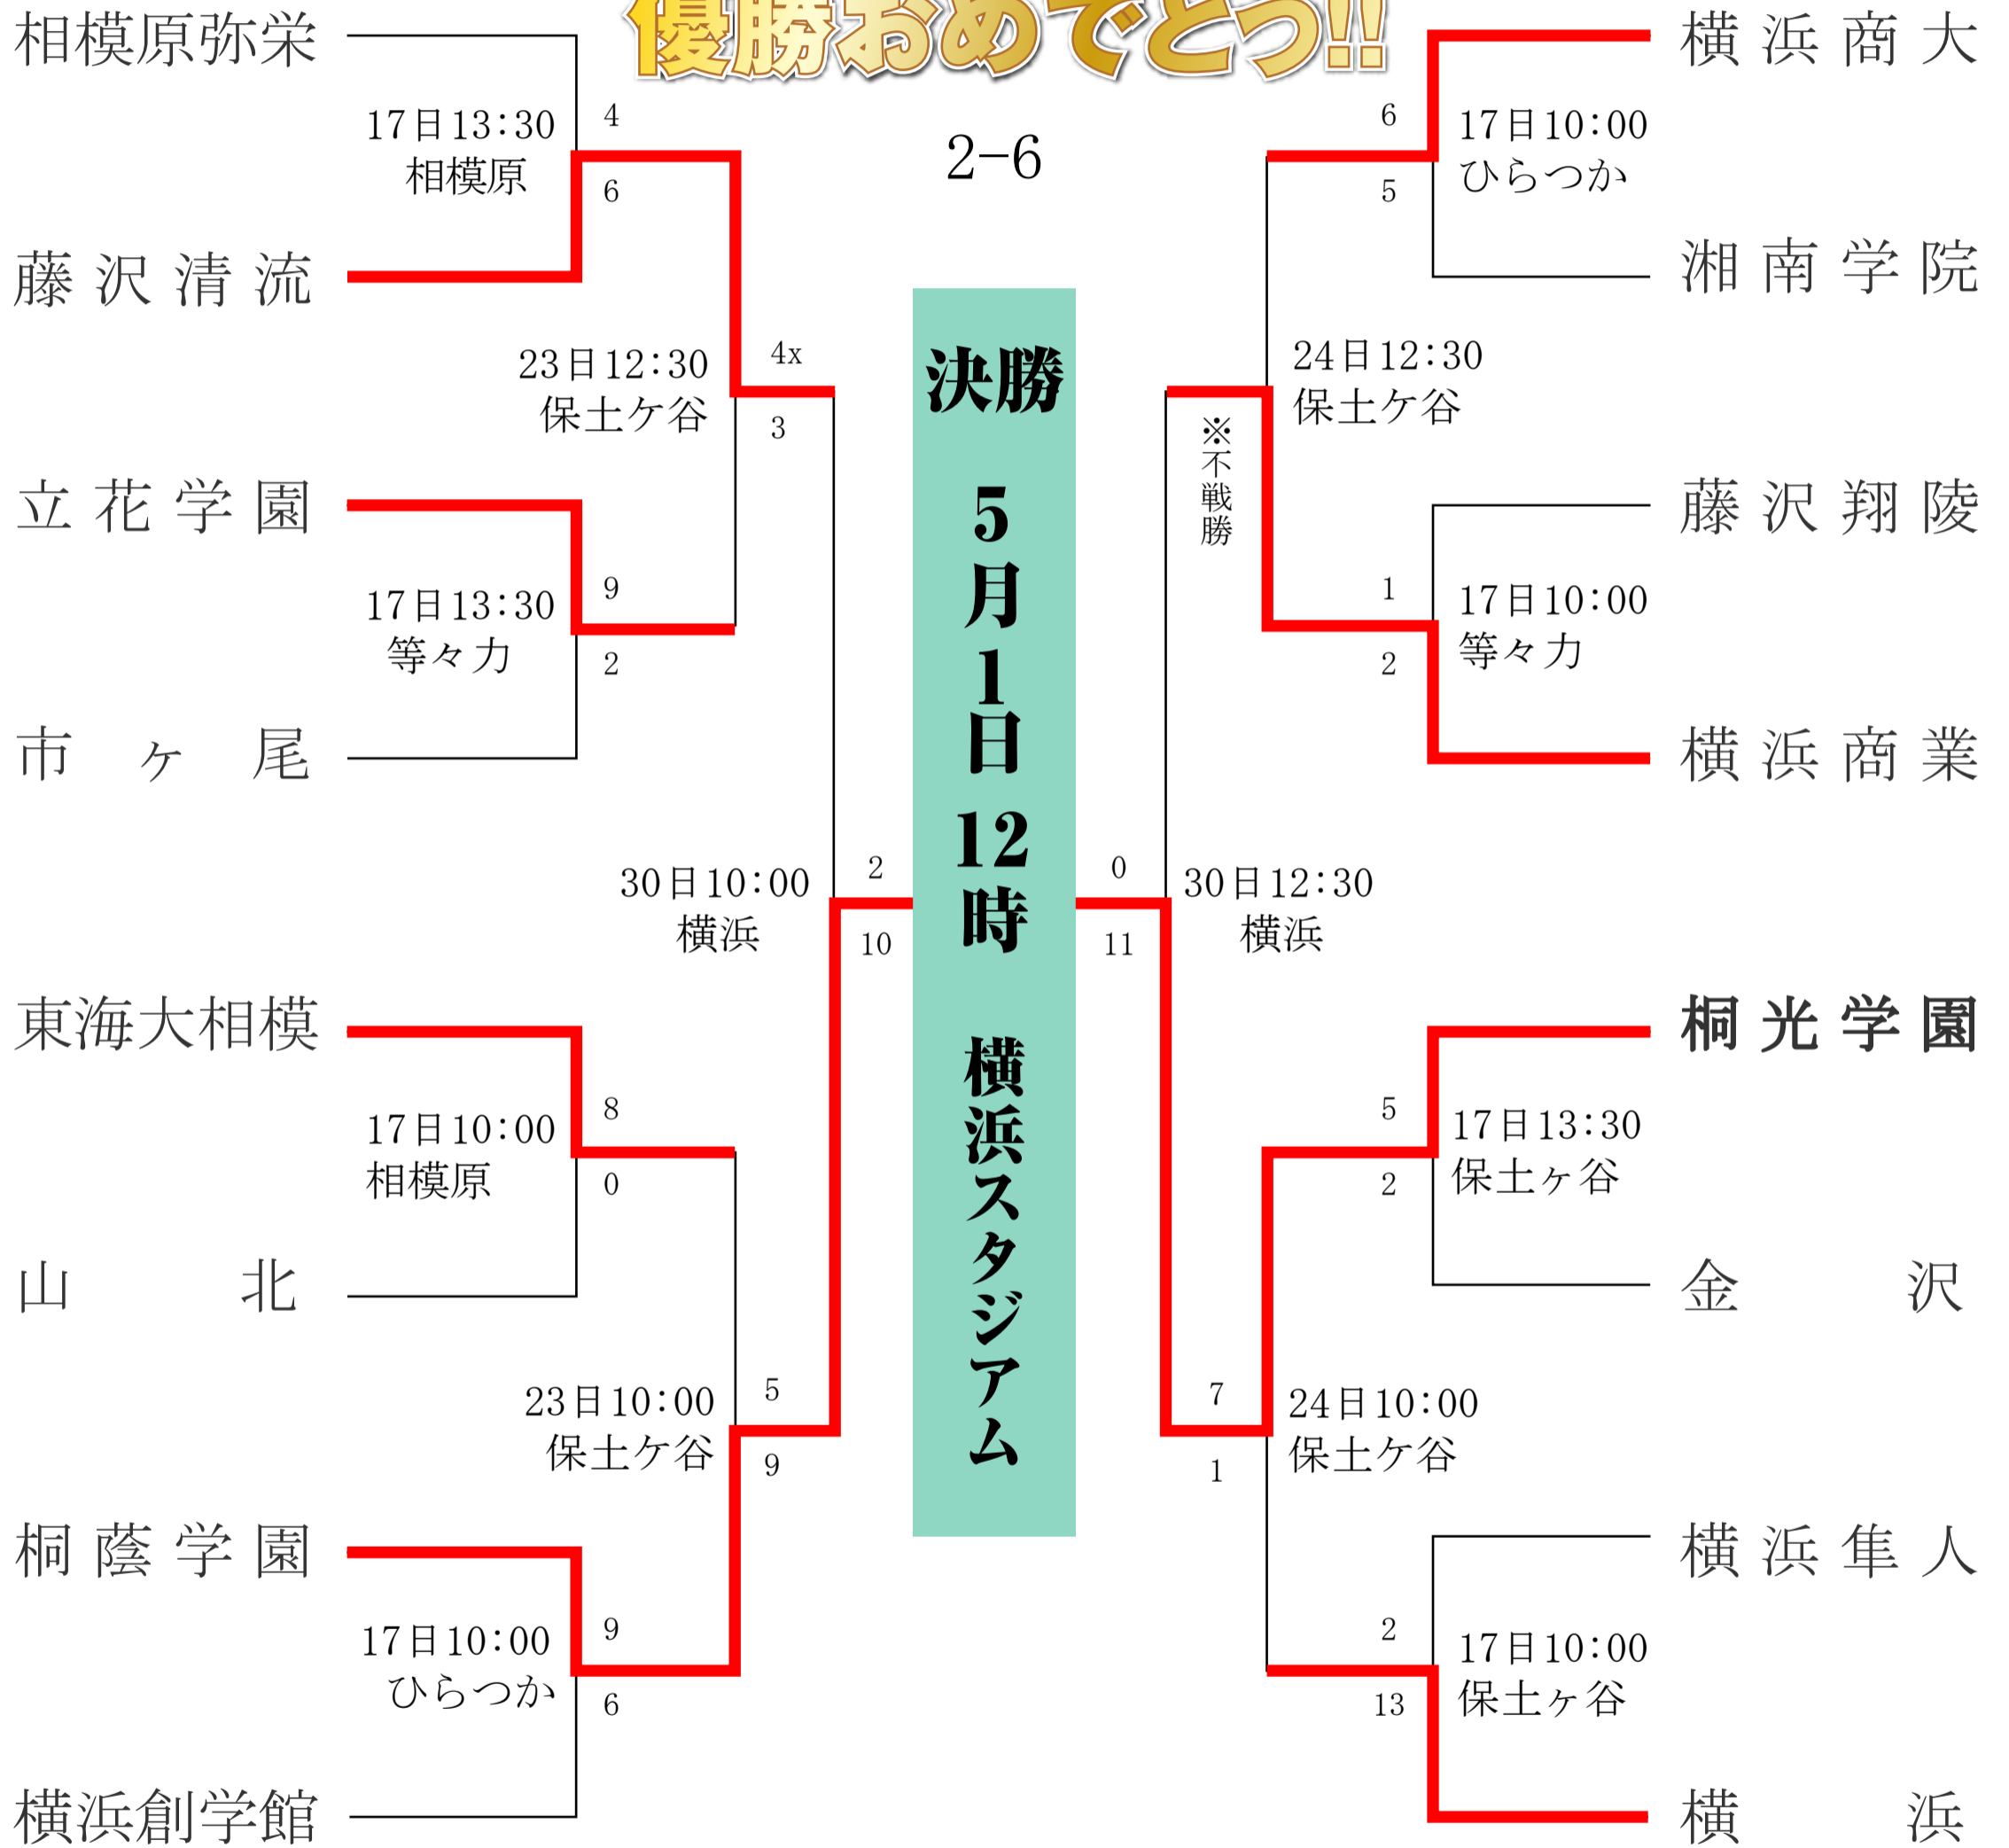 優勝おめでとう!!
2-6
相模原弥栄
17日13:30
相模原
4
6
藤沢清流
23日12:30
保土ケ谷
4x
3
立花学園
17日13:30
等々力
9
2
市ヶ尾
30日10:00
横浜
2
10
東海大相模
17日10:00
相模原
8
0
山北
23日10:00
保土ケ谷
5
9
桐蔭学園
17日10:00
ひらつか
9
6
横浜創学館
決勝 5月1日 12時 横浜スタジアム
横浜商大
6
5
17日10:00
ひらつか
湘南学院
24日12:30
保土ケ谷
※不戦勝
藤沢翔陵
1
2
17日10:00
等々力
横浜商業
0
11
30日12:30
横浜
桐光学園
5
2
17日13:30
保土ヶ谷
金沢
7
1
24日10:00
保土ケ谷
横浜隼人
2
13
17日10:00
保土ヶ谷
横浜